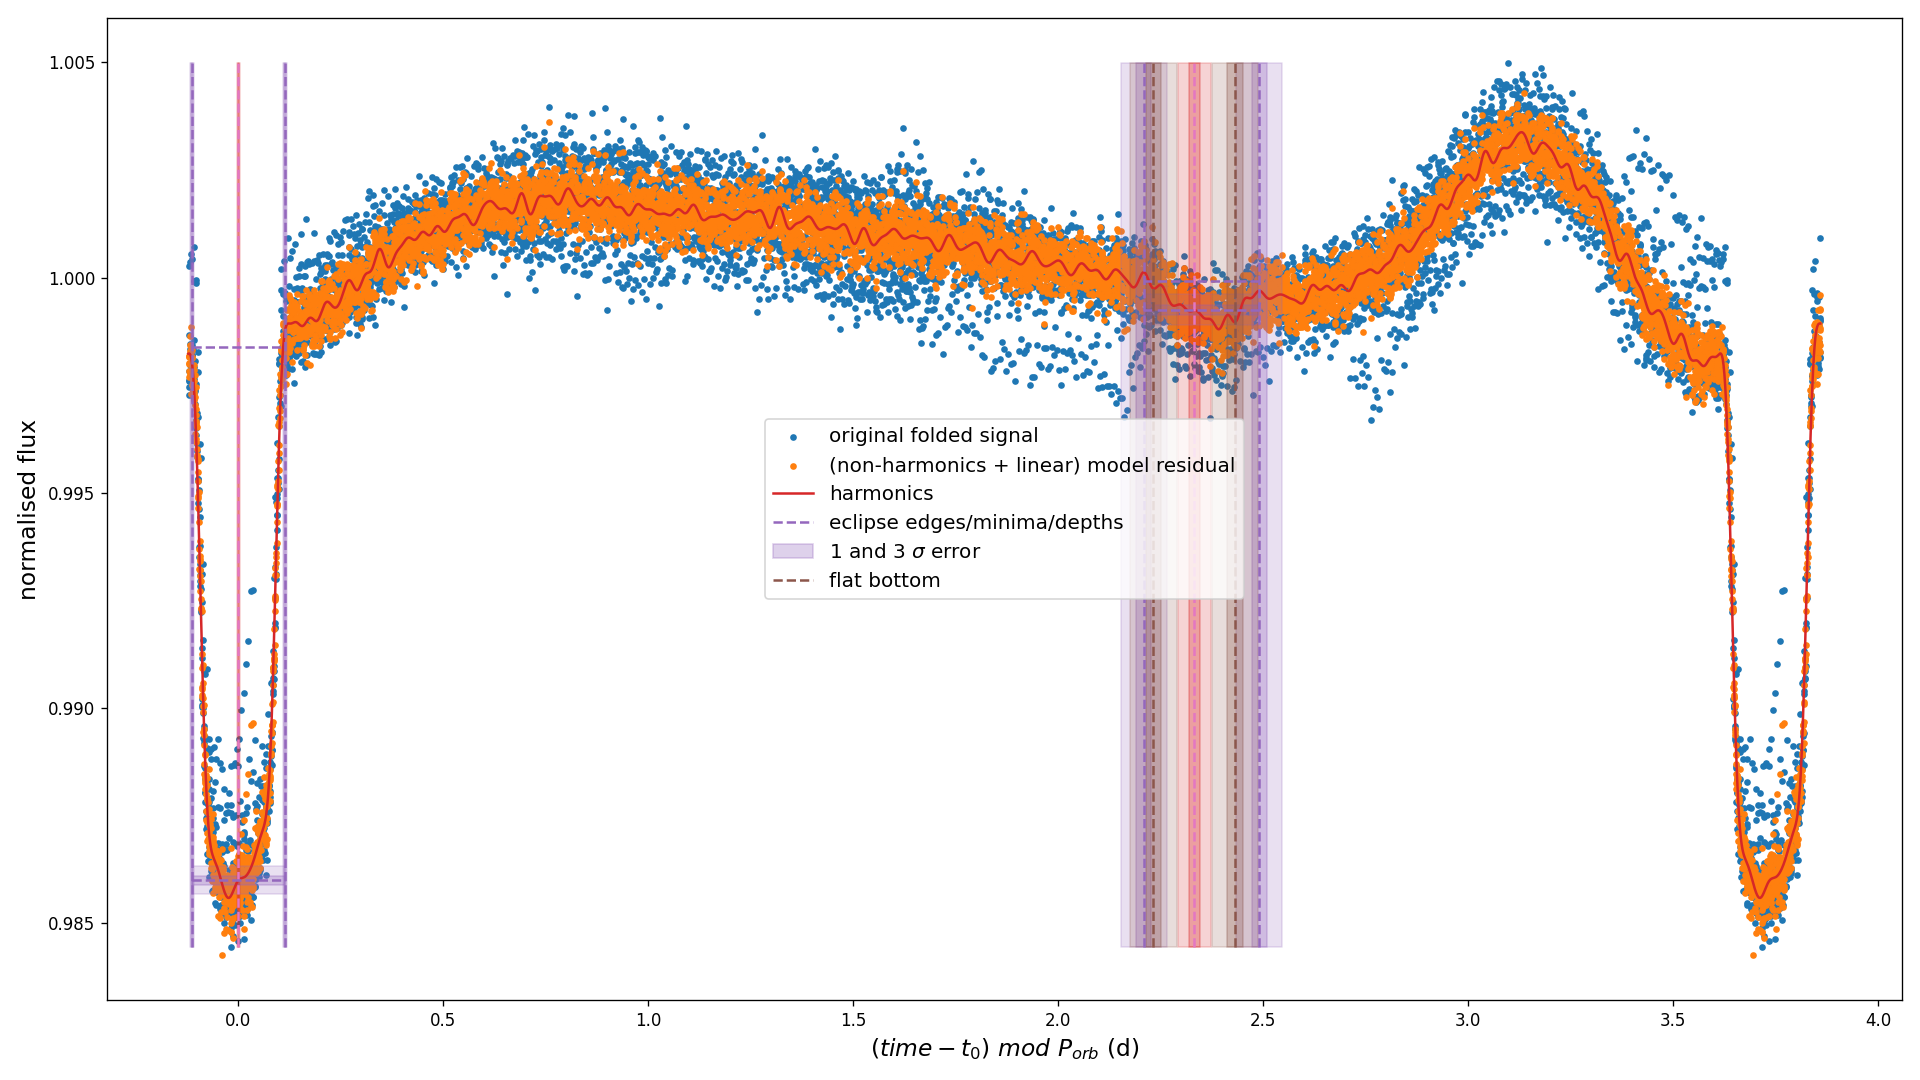 1.005
1.000
0.995
0.990
0.985
normalised flux
original folded signal
(non-harmonics + linear) model residual
harmonics
eclipse edges/minima/depths
1 and 3 σ error
flat bottom
0.0 0.5 1.0 1.5 2.0 2.5 3.0 3.5 4.0
(time − t₀) mod Pₒᵣb (d)